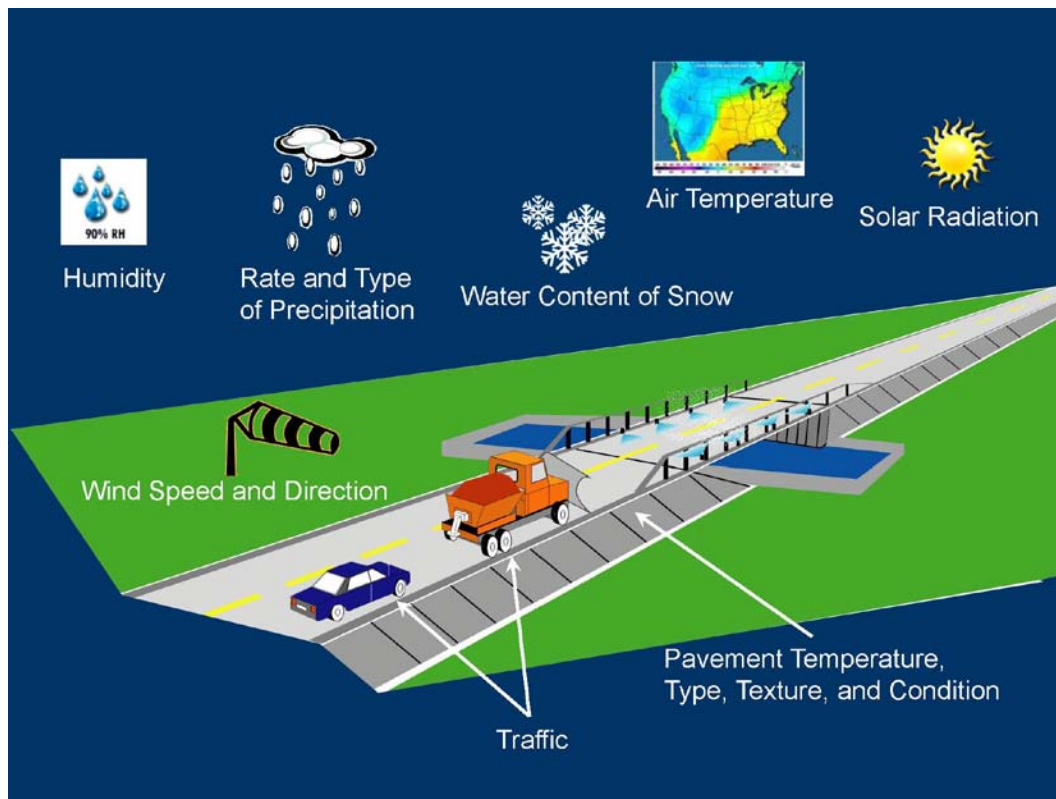 90% RH
Humidity
Rate and Type
of Precipitation
Water Content of Snow
Air Temperature
Solar Radiation
Wind Speed and Direction
Pavement Temperature,
Type, Texture, and Condition
Traffic